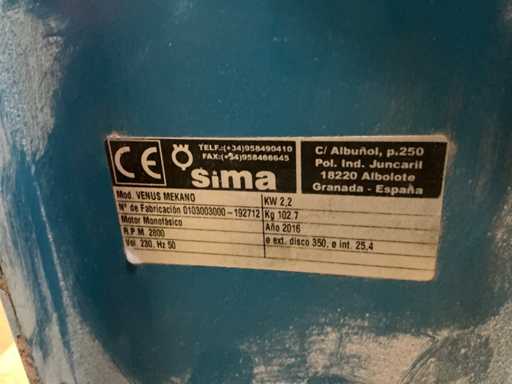 CE
TELF.:(+34)958490410
FAX:(+34)958466645
Sima
C/ Albuñol, p.250
Pol. Ind. Juncaril
18220 Albolote
Granada - España
Mod. VENUS MEKANO
KW 2,2
Nº de Fabricación 0103003000 -192712
Kg 102.7
Motor Monofásico
Año 2016
R.P.M 2800
Vol. 230, Hz 50
ø ext. disco 350, ø int. 25,4